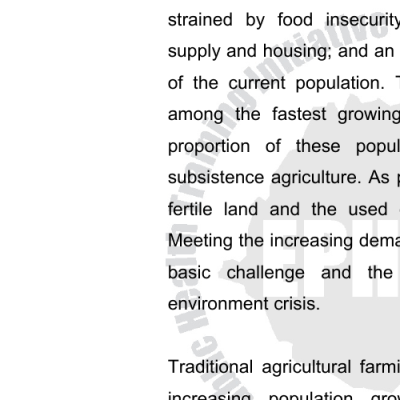 strained by food insecurity
supply and housing; and an
of the current population.
among the fastest growing
proportion of these popul
subsistence agriculture. As
fertile land and the used
Meeting the increasing dema
basic challenge and the
environment crisis.
Traditional agricultural farmi
increasing population grow